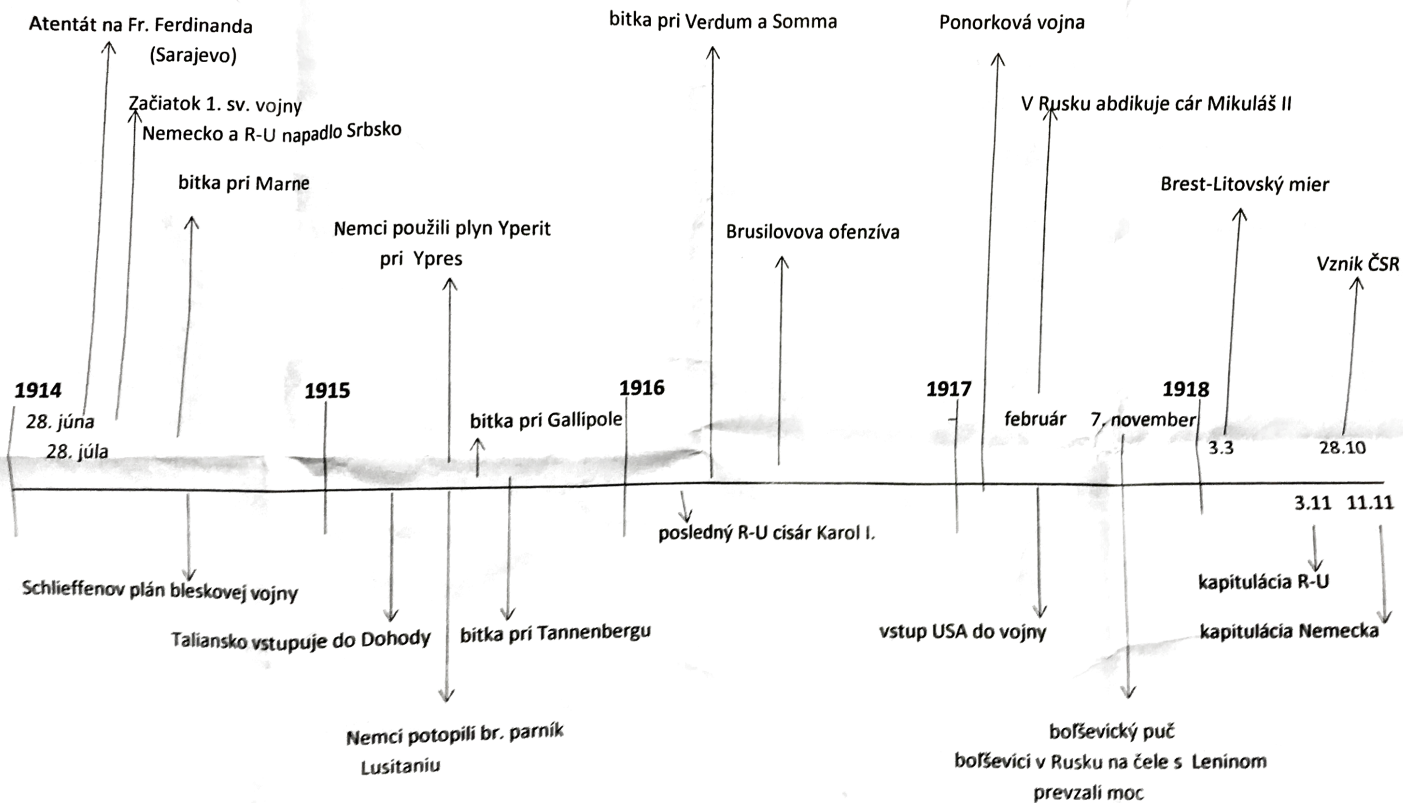 Atentát na Fr. Ferdinanda
(Sarajevo)
Začiatok 1. sv. vojny
Nemecko a R-U napadlo Srbsko
bitka pri Marne
Nemci použili plyn Yperit
pri Ypres
bitka pri Verdum a Somma
Brusilovova ofenzíva
Ponorková vojna
V Rusku abdikuje cár Mikuláš II
Brest-Litovský mier
Vznik ČSR
1914
28. júna
28. júla
1915
bitka pri Gallipole
1916
1917
február
7. november
1918
3.3
28.10
3.11
11.11
Schlieffenov plán bleskovej vojny
Taliansko vstupuje do Dohody
bitka pri Tannenbergu
Nemci potopili br. parník
Lusitaniu
posledný R-U cisár Karol I.
vstup USA do vojny
boľševický puč
boľševici v Rusku na čele s Leninom
prevzali moc
kapitulácia R-U
kapitulácia Nemecka